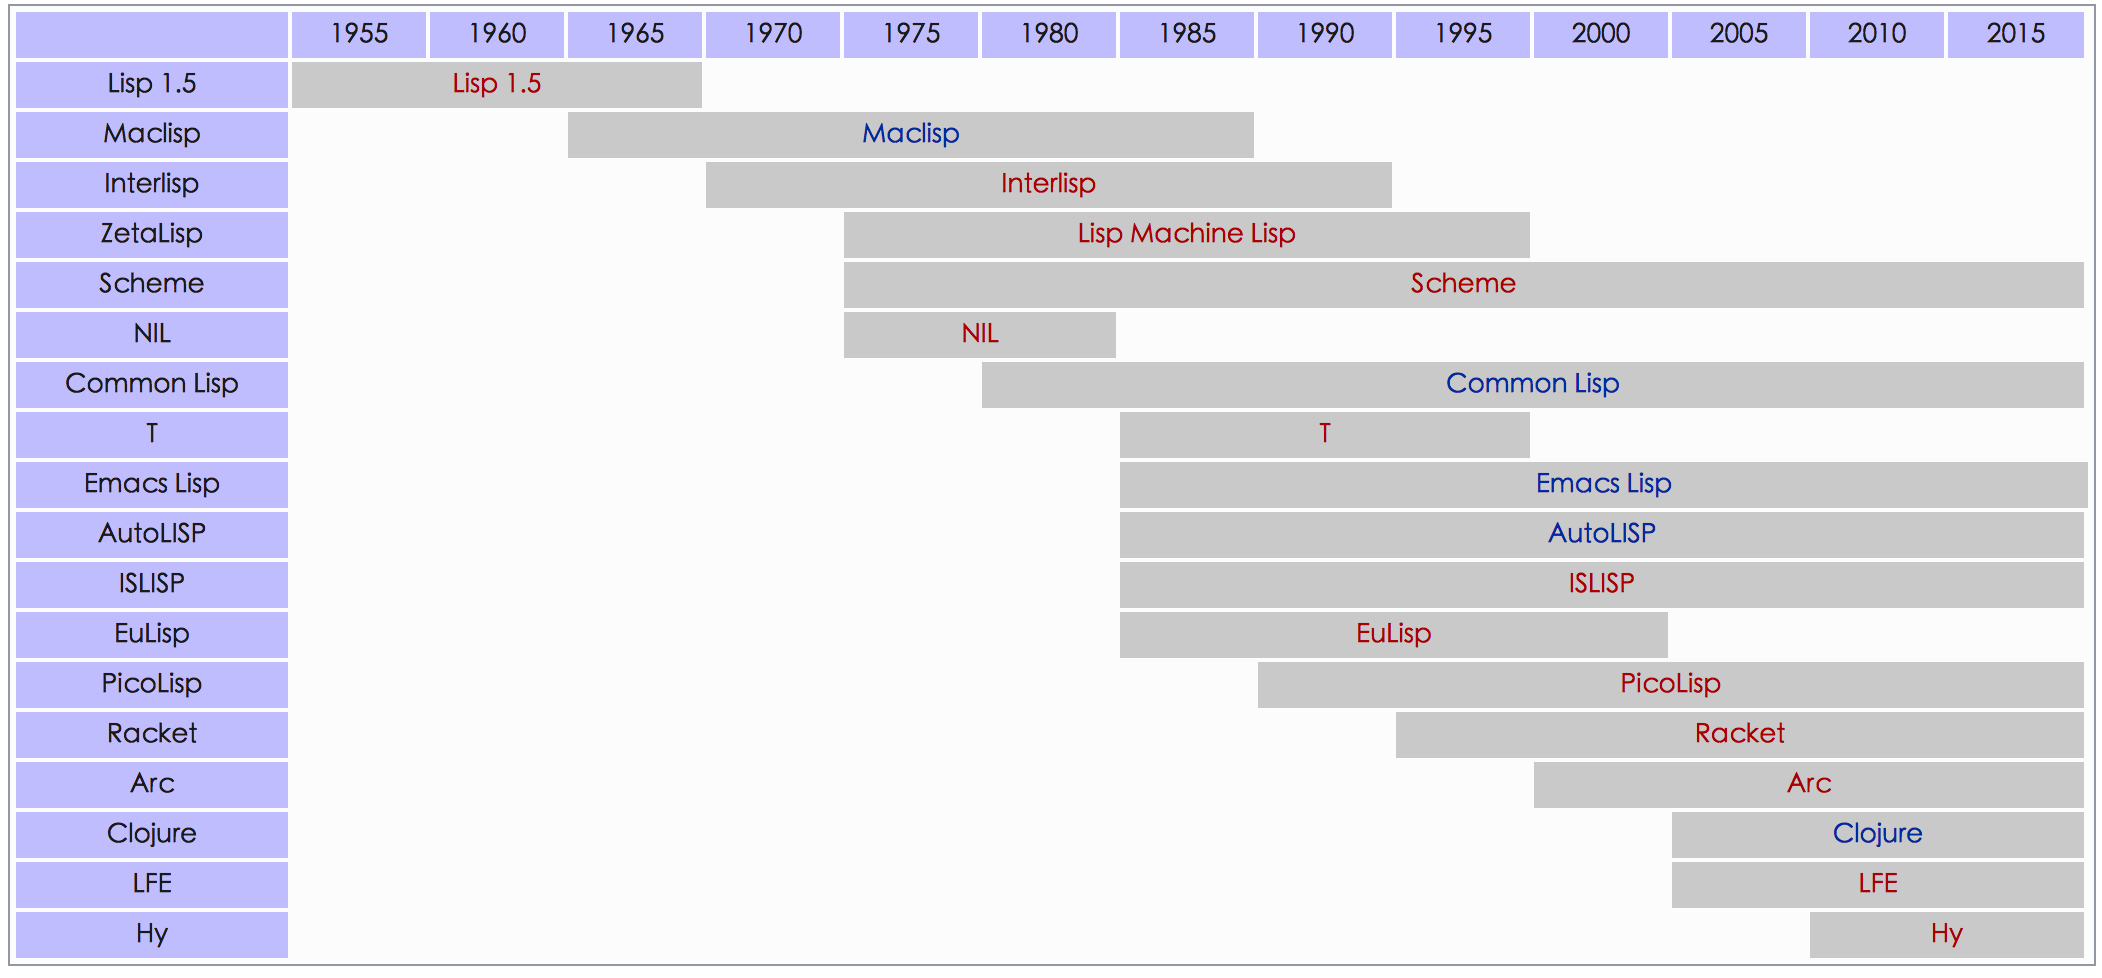 1955 1960 1965 1970 1975 1980 1985 1990 1995 2000 2005 2010 2015
Lisp 1.5 Lisp 1.5
Maclisp Maclisp
Interlisp Interlisp
ZetaLisp Lisp Machine Lisp
Scheme Scheme
NIL NIL
Common Lisp Common Lisp
T T
Emacs Lisp Emacs Lisp
AutoLISP AutoLISP
ISLISP ISLISP
EuLisp EuLisp
PicoLisp PicoLisp
Racket Racket
Arc Arc
Clojure Clojure
LFE LFE
Hy Hy